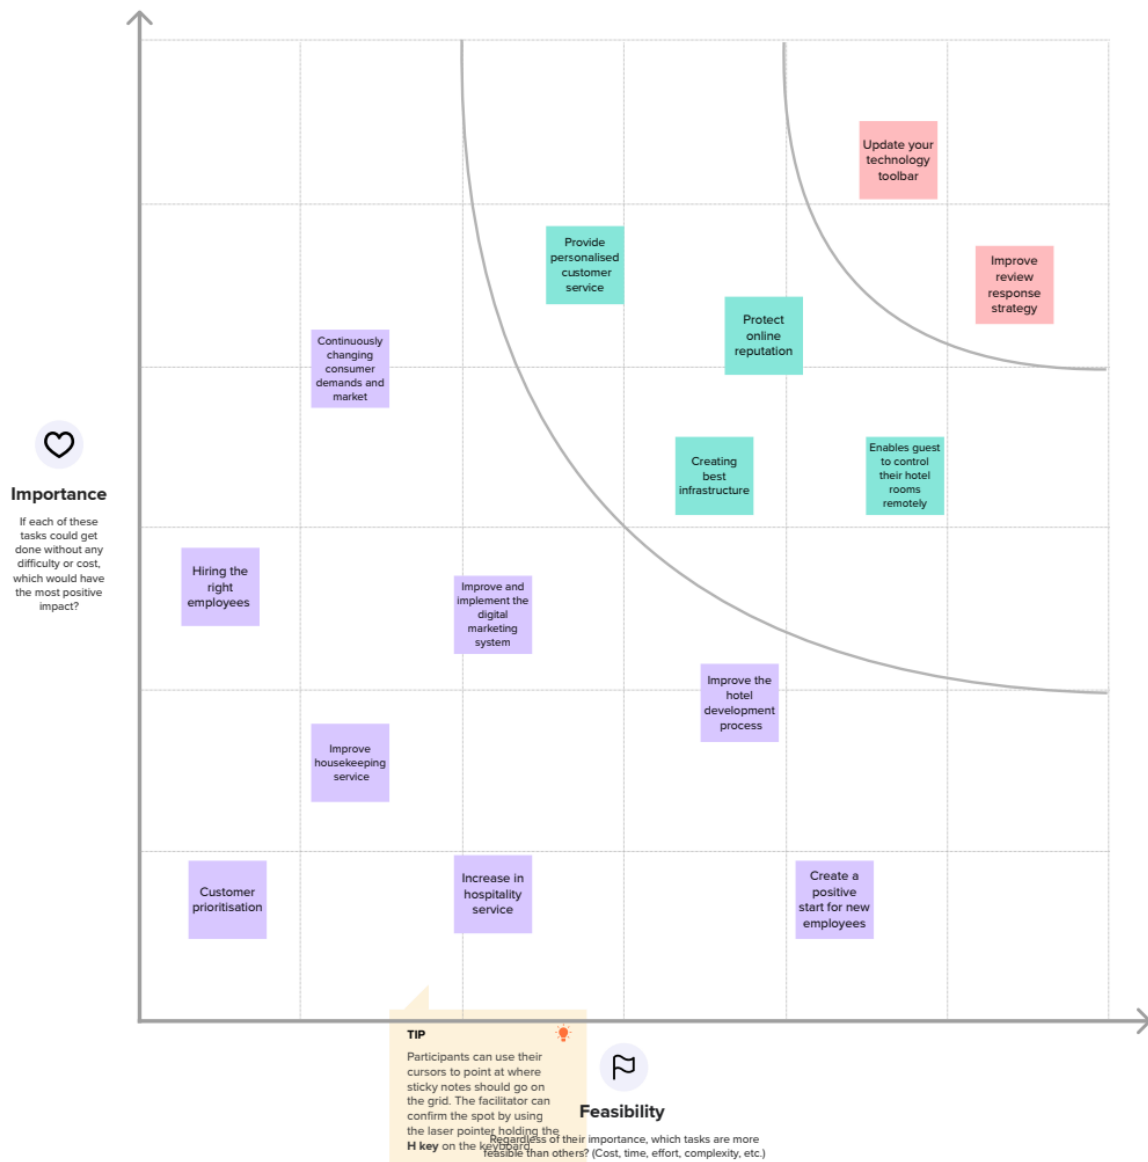 Update your
technology
toolbar
Provide
personalised
customer
service
Improve
review
response
strategy
Protect
online
reputation
Continuously
changing
consumer
demands and
market
Creating
best
infrastructure
Enables guest
to control
their hotel
rooms
remotely
Importance
If each of these
tasks could get
done without any
difficulty or cost,
which would have
the most positive
impact?
Hiring the
right
employees
Improve and
implement the
digital
marketing
system
Improve the
hotel
development
process
Improve
housekeeping
service
Customer
prioritisation
Increase in
hospitality
service
Create a
positive
start for new
employees
TIP
Participants can use their
cursors to point at where
sticky notes should go on
the grid. The facilitator can
confirm the spot by using
the laser pointer holding the
H key on the keyboard.
Feasibility
Regardless of their importance, which tasks are more
feasible than others? (Cost, time, effort, complexity, etc.)